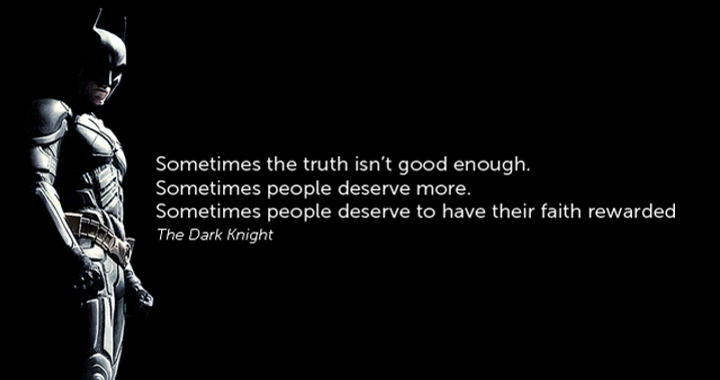 Sometimes the truth isn’t good enough.
Sometimes people deserve more.
Sometimes people deserve to have their faith rewarded
The Dark Knight